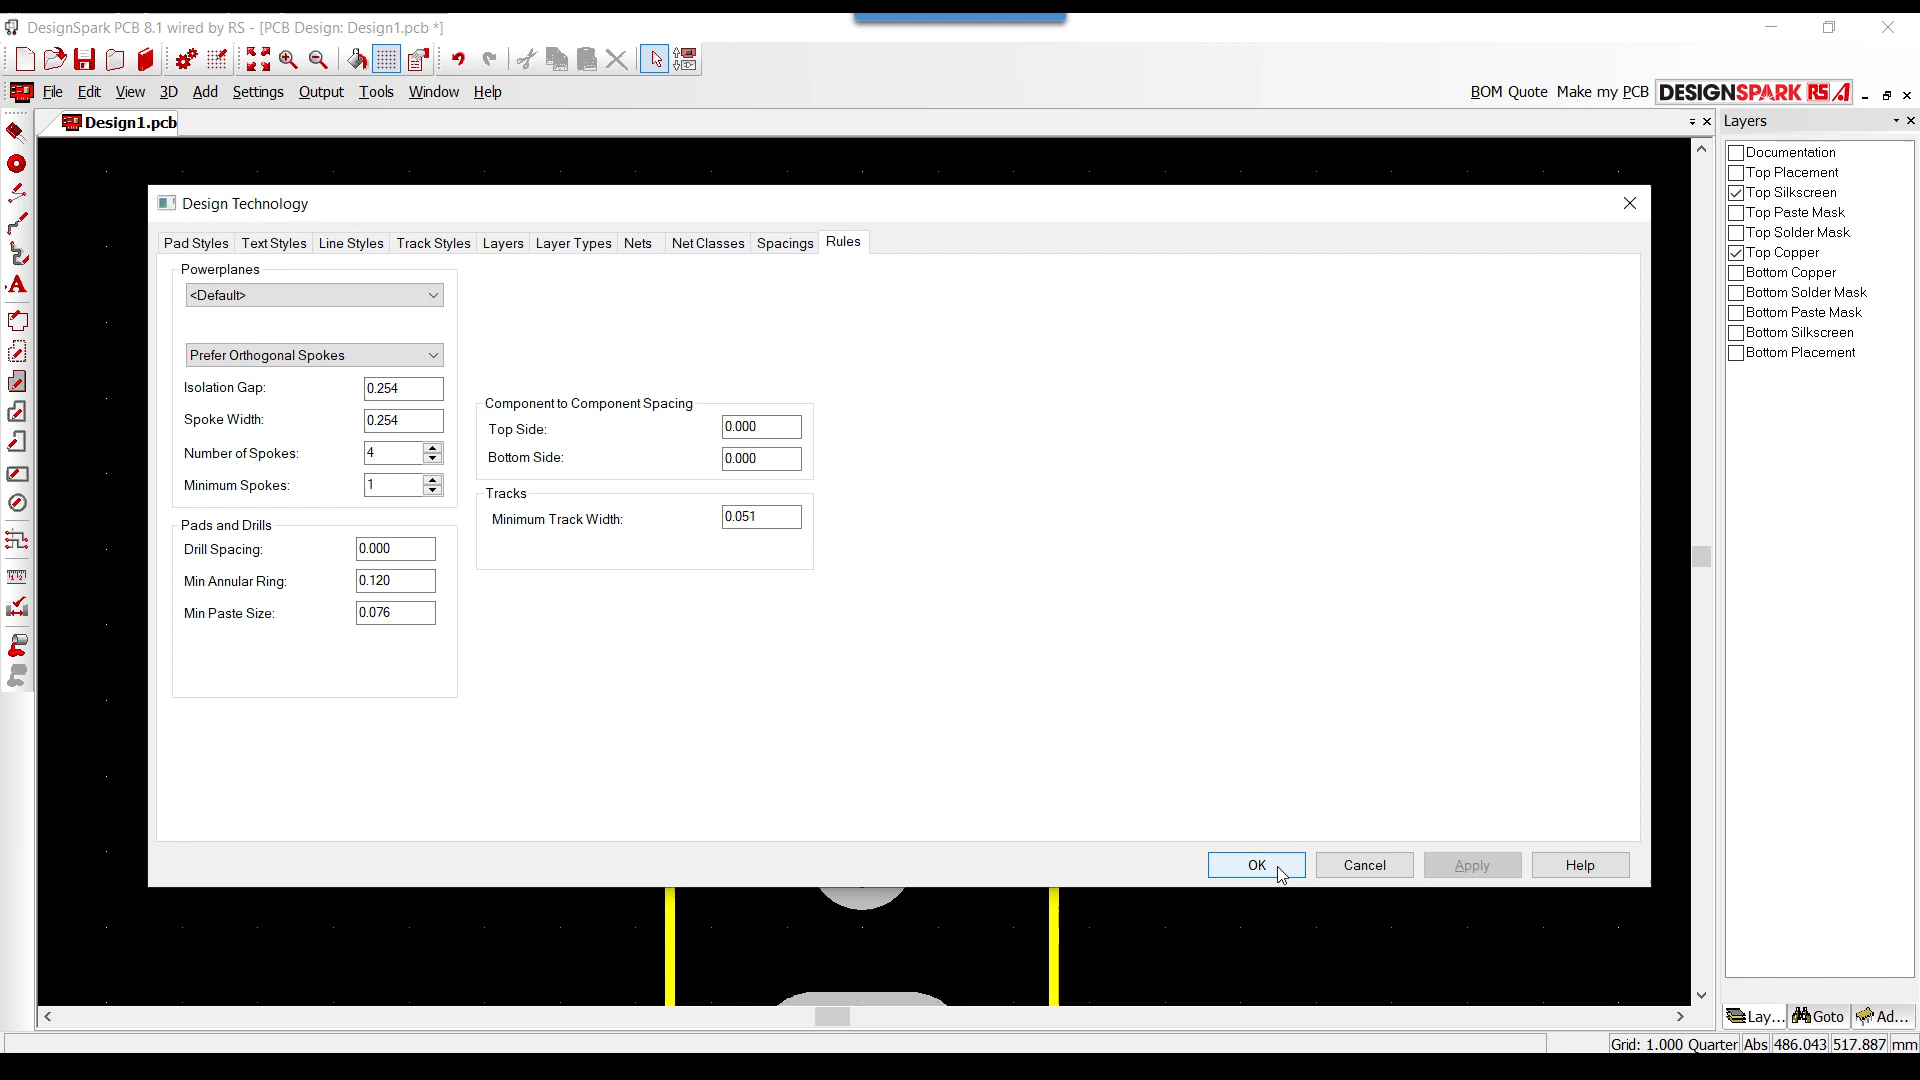 DesignSpark PCB 8.1 wired by RS - [PCB Design: Design1.pcb *]
File Edit View 3D Add Settings Output Tools Window Help
BOM Quote Make my PCB DESIGNSPARK RS
Design1.pcb
Layers
Documentation
Top Placement
Top Silkscreen
Top Paste Mask
Top Solder Mask
Top Copper
Bottom Copper
Bottom Solder Mask
Bottom Paste Mask
Bottom Silkscreen
Bottom Placement
Design Technology
Pad Styles Text Styles Line Styles Track Styles Layers Layer Types Nets Net Classes Spacings Rules
Powerplanes
<Default>
Prefer Orthogonal Spokes
Isolation Gap: 0.254
Spoke Width: 0.254
Number of Spokes: 4
Minimum Spokes: 1
Pads and Drills
Drill Spacing: 0.000
Min Annular Ring: 0.120
Min Paste Size: 0.076
Component to Component Spacing
Top Side: 0.000
Bottom Side: 0.000
Tracks
Minimum Track Width: 0.051
OK Cancel Apply Help
Lay... Goto Ad...
Grid: 1.000 Quarter Abs 486.043 517.887 mm